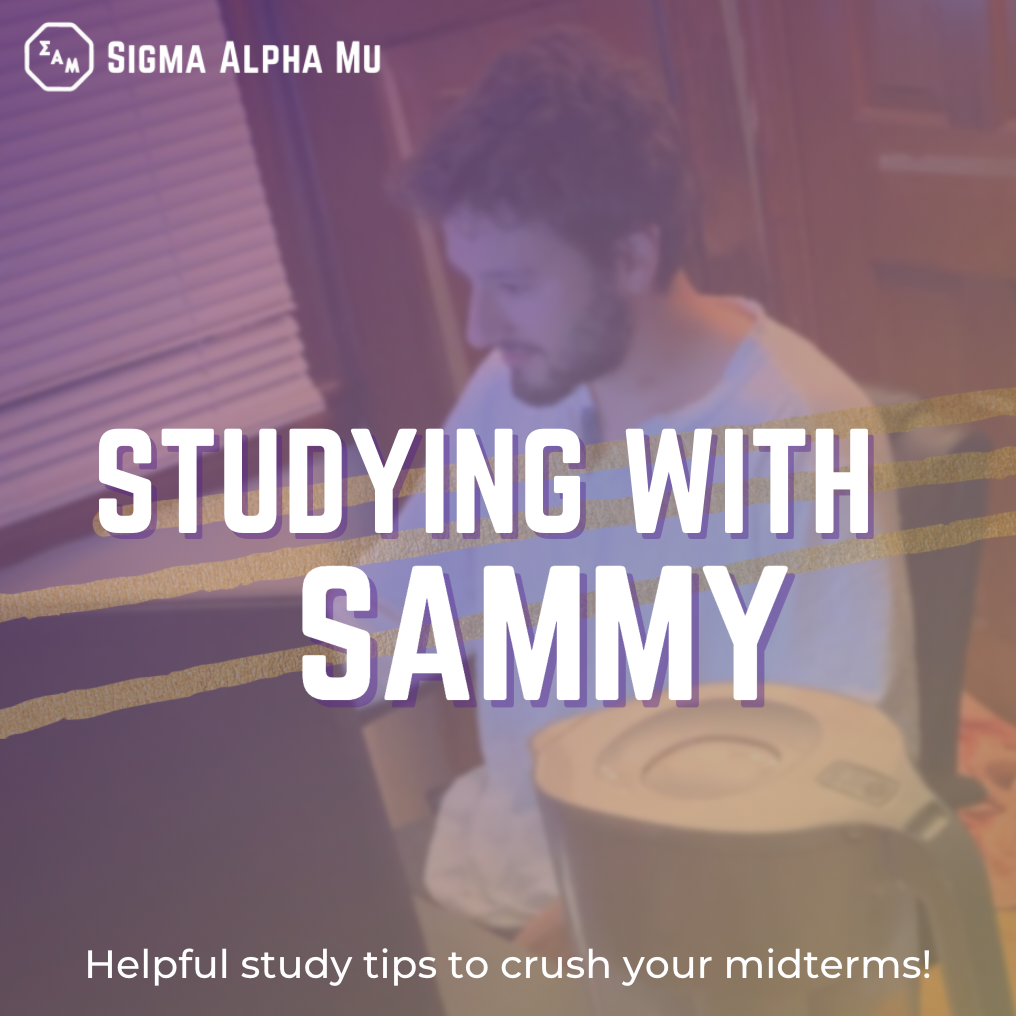 ΣΑΜ
Sigma Alpha Mu
STUDYING WITH
SAMMY
Helpful study tips to crush your midterms!